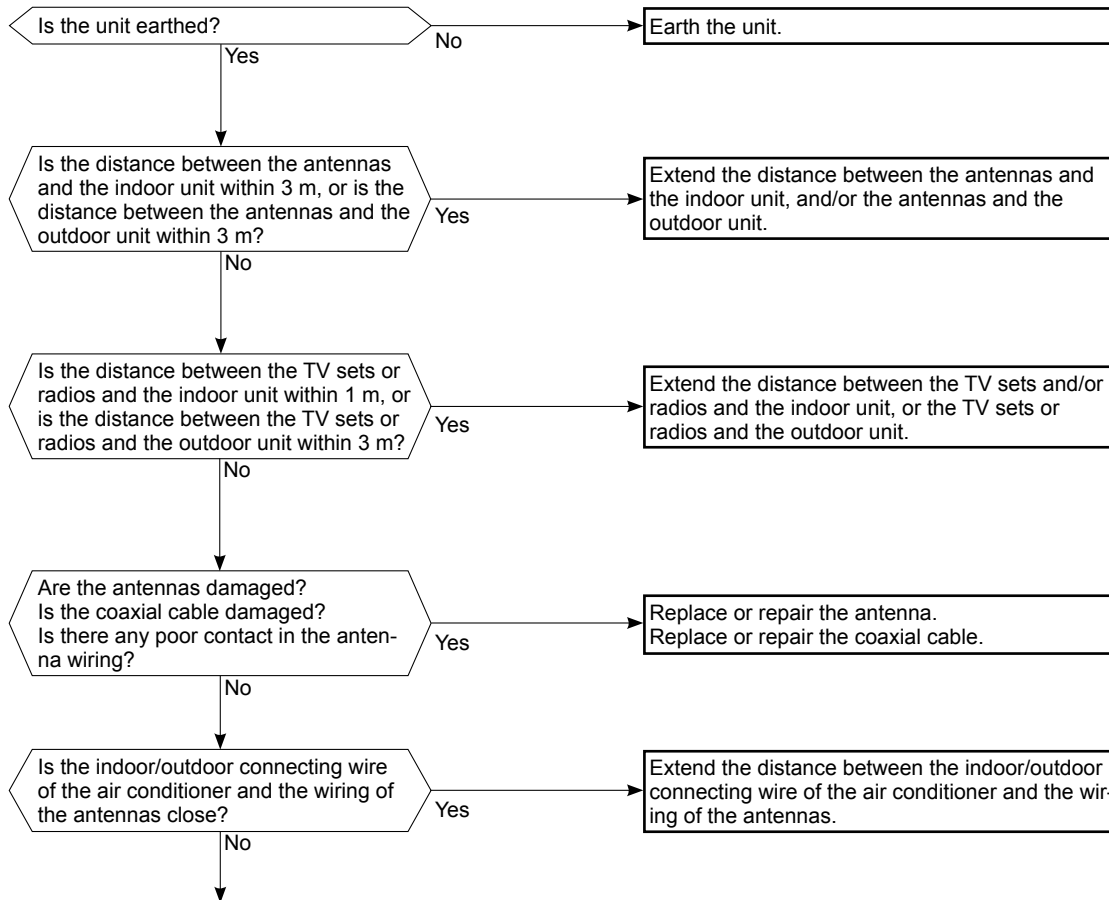 Is the unit earthed?
No
Earth the unit.
Yes
Is the distance between the antennas
and the indoor unit within 3 m, or is the
distance between the antennas and the
outdoor unit within 3 m?
Yes
Extend the distance between the antennas and
the indoor unit, and/or the antennas and the
outdoor unit.
No
Is the distance between the TV sets or
radios and the indoor unit within 1 m, or
is the distance between the TV sets or
radios and the outdoor unit within 3 m?
Yes
Extend the distance between the TV sets and/or
radios and the indoor unit, or the TV sets or
radios and the outdoor unit.
No
Are the antennas damaged?
Is the coaxial cable damaged?
Is there any poor contact in the anten-
na wiring?
Yes
Replace or repair the antenna.
Replace or repair the coaxial cable.
No
Is the indoor/outdoor connecting wire
of the air conditioner and the wiring of
the antennas close?
Yes
Extend the distance between the indoor/outdoor
connecting wire of the air conditioner and the wir-
ing of the antennas.
No